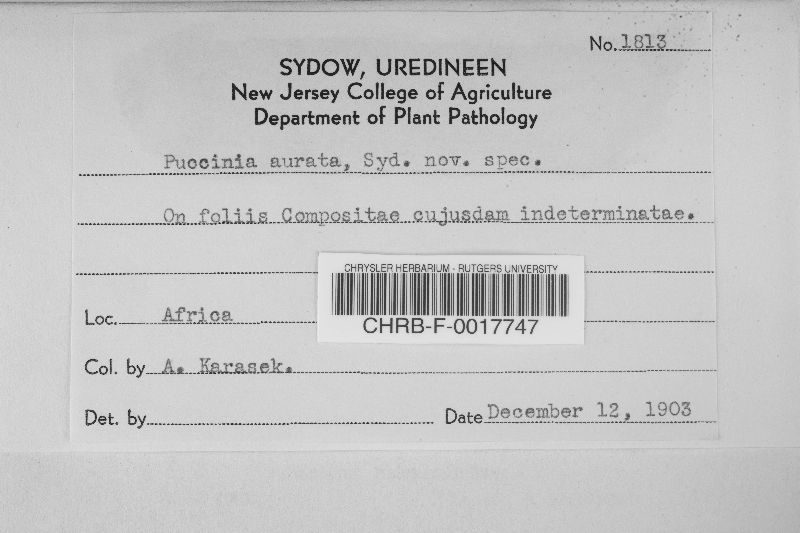 No. 1813
SYDOW, UREDINEEN
New Jersey College of Agriculture
Department of Plant Pathology
Puccinia aurata, Syd. nov. spec.
On foliis Compositae cujusdam indeterminatae.
CHRYSLER HERBARIUM - RUTGERS UNIVERSITY
CHRB-F-0017747
Loc. Africa
Col. by A. Karasek.
Det. by
Date December 12, 1903